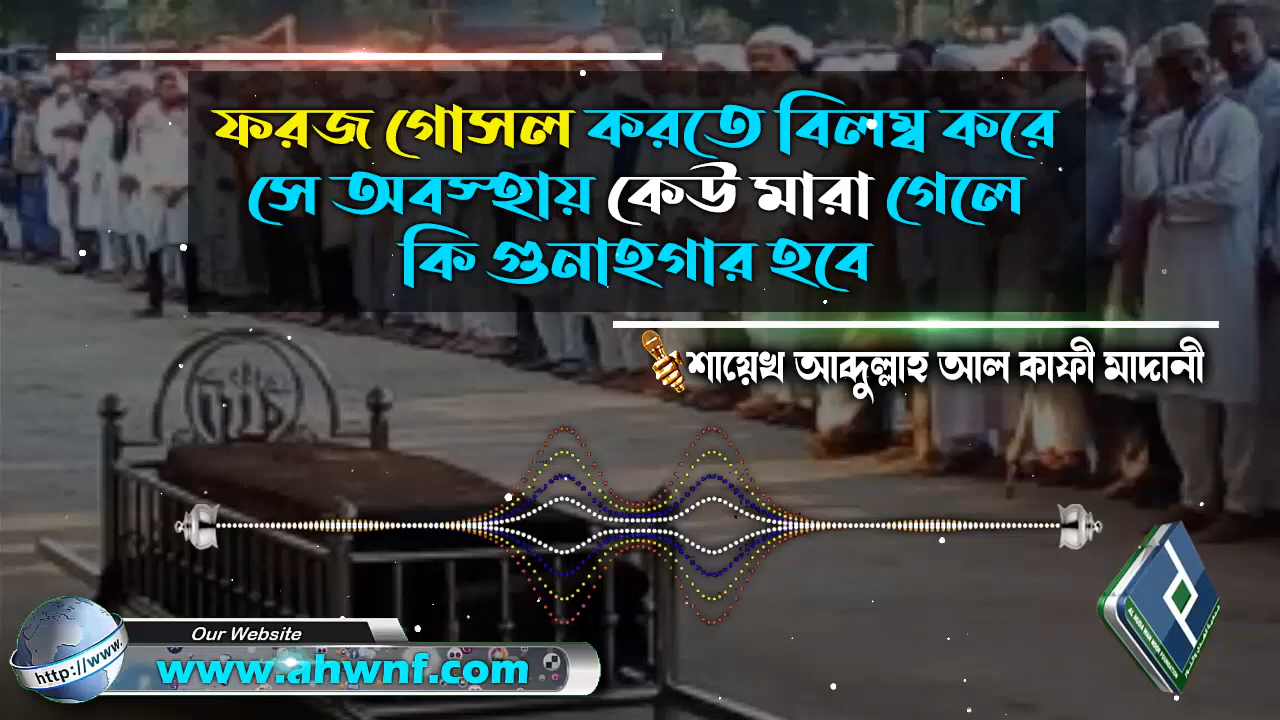 ফরজ গোসল করতে বিলম্ব করে
সে অবস্হায় কেউ মারা গেলে
কি গুনাহগার হবে
শায়েখ আব্দুল্লাহ আল কাফী মাদানী
Our Website
http://www.
www.ahwnf.com